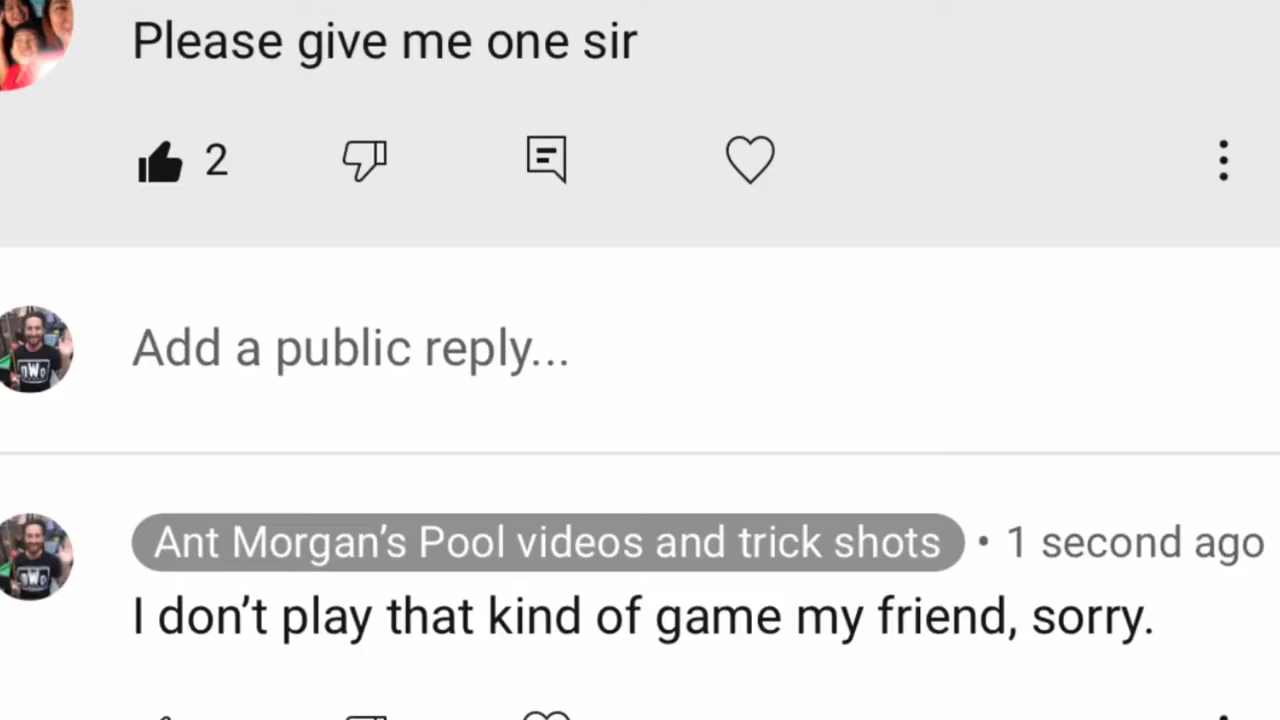 Please give me one sir
2
Add a public reply...
Ant Morgan’s Pool videos and trick shots • 1 second ago
I don’t play that kind of game my friend, sorry.